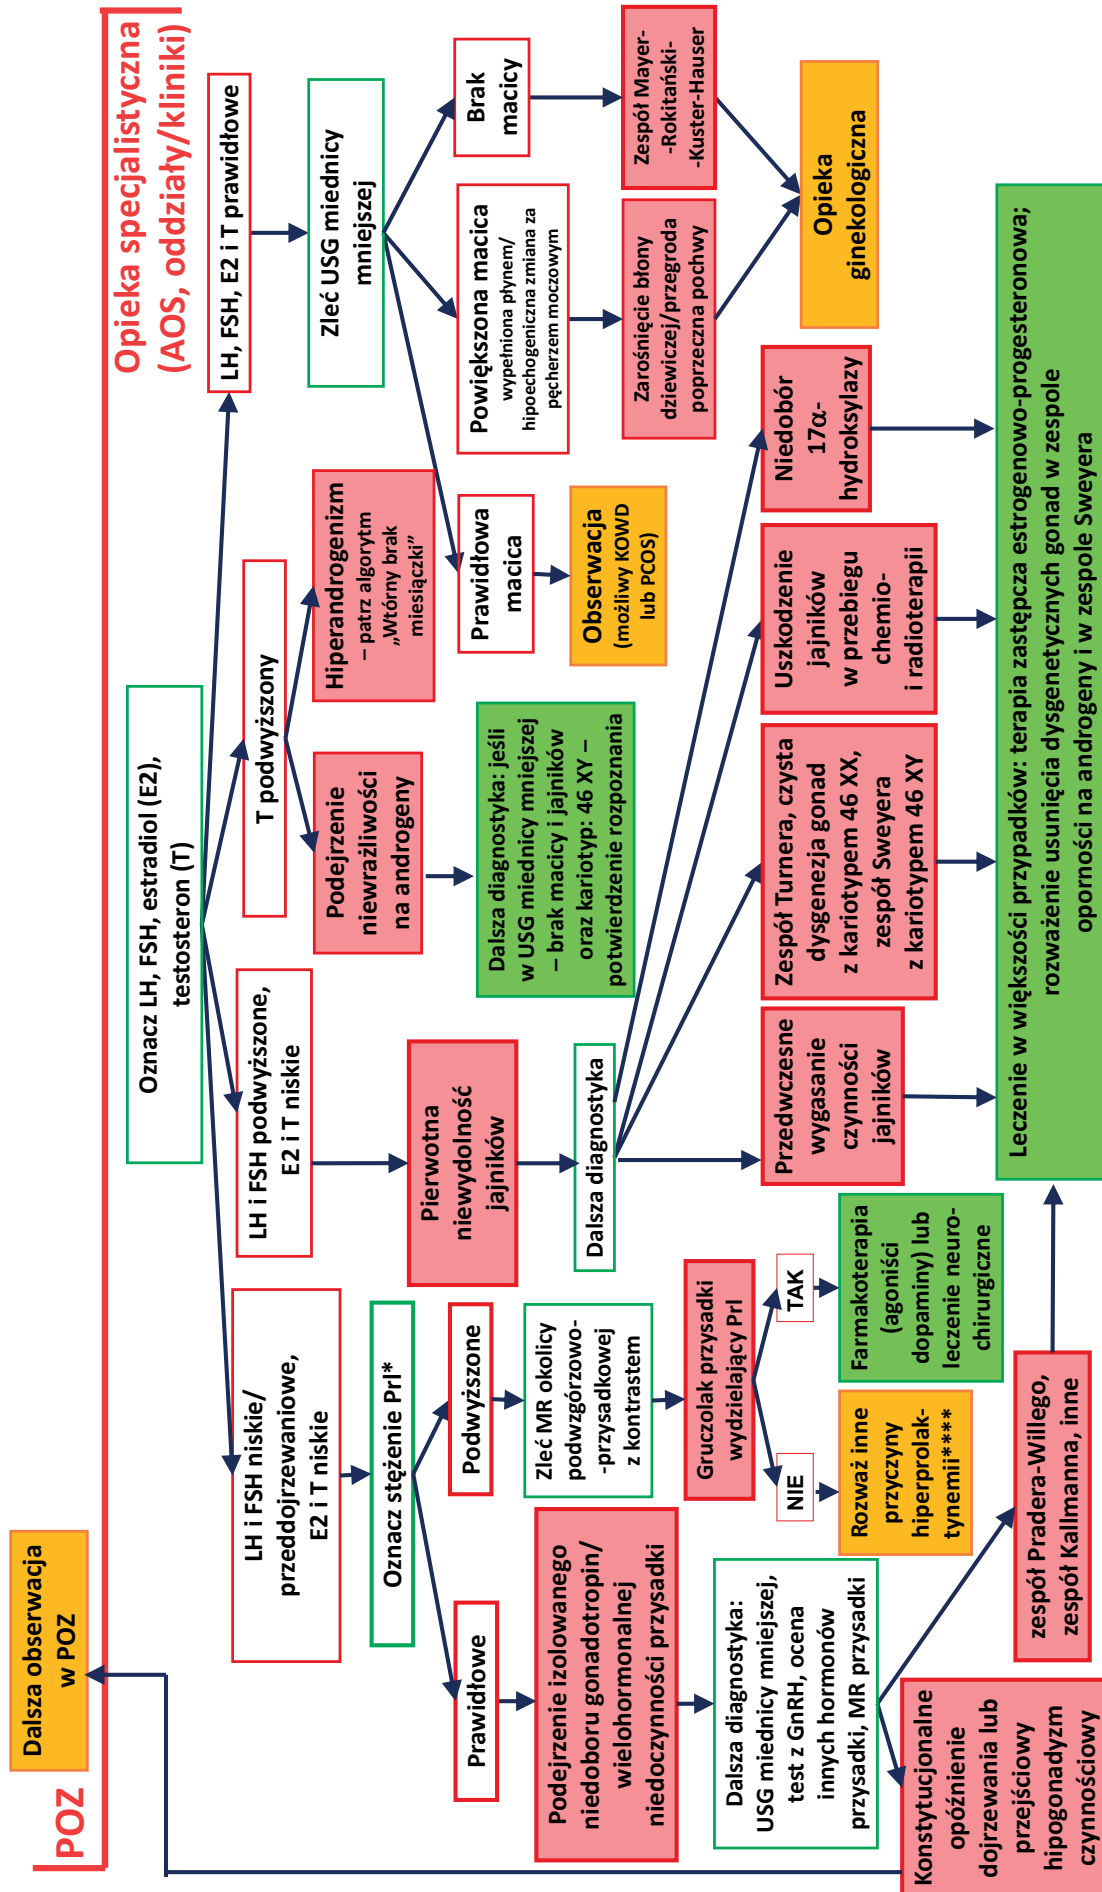 POZ
Dalsza obserwacja
w POZ
Opieka specjalistyczna
(AOS, oddziały/kliniki)
Oznacz LH, FSH, estradiol (E2),
testosteron (T)
LH i FSH niskie/
przeddojrzewaniowe,
E2 i T niskie
LH i FSH podwyższone,
E2 i T niskie
T podwyższony
LH, FSH, E2 i T prawidłowe
Oznacz stężenie Prl*
Prawidłowe
Podwyższone
Podejrzenie izolowanego
niedoboru gonadotropin/
wielohormonalnej
niedoczynności przysadki
Zleć MR okolicy
podwzgórzowo-
-przysadkowej
z kontrastem
Gruczolak przysadki
wydzielający Prl
NIE
TAK
Rozważ inne
przyczyny
hiperprolak-
tynemii****
Farmakoterapia
(agoniści
dopaminy) lub
leczenie neuro-
chirurgiczne
Dalsza diagnostyka:
USG miednicy mniejszej,
test z GnRH, ocena
innych hormonów
przysadki, MR przysadki
Konstytucjonalne
opóźnienie
dojrzewania lub
przejściowy
hipogonadyzm
czynnościowy
zespół Pradera-Willego,
zespół Kallmanna, inne
Pierwotna
niewydolność
jajników
Dalsza diagnostyka
Przedwczesne
wygasanie
czynności
jajników
Zespół Turnera, czysta
dysgenezja gonad
z kariotypem 46 XX,
zespół Sweyera
z kariotypem 46 XY
Uszkodzenie
jajników
w przebiegu
chemio-
i radioterapii
Niedobór
17α-
hydroksylazy
Podejrzenie
niewrażliwości
na androgeny
Hiperandrogenizm
– patrz algorytm
„Wtórny brak
miesiączki”
Dalsza diagnostyka: jeśli
w USG miednicy mniejszej
– brak macicy i jajników
oraz kariotyp: 46 XY –
potwierdzenie rozpoznania
Zleć USG miednicy
mniejszej
Prawidłowa
macica
Powiększona macica
wypełniona płynem/
hipoechogeniczna zmiana za
pęcherzem moczowym
Brak
macicy
Obserwacja
(możliwy KOWD
lub PCOS)
Zarośnięcie błony
dziewiczej/przegroda
poprzeczna pochwy
Zespół Mayer-
-Rokitański-
-Kuster-Hauser
Opieka
ginekologiczna
Leczenie w większości przypadków: terapia zastępcza estrogenowo-progesteronowa;
rozważenie usunięcia dysgenetycznych gonad w zespole
oporności na androgeny i w zespole Sweyera